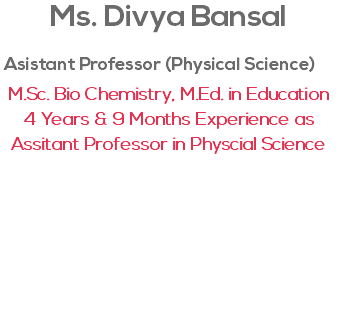 Ms. Divya Bansal
Asistant Professor (Physical Science)
M.Sc. Bio Chemistry, M.Ed. in Education
4 Years & 9 Months Experience as
Assitant Professor in Physcial Science